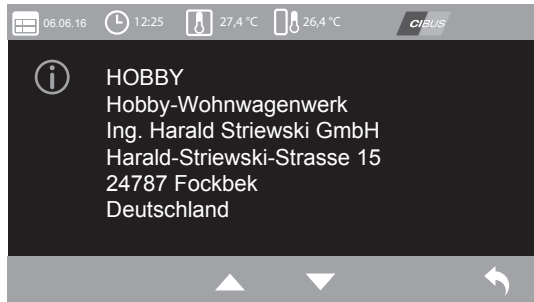 06.06.16 12:25 27,4 °C 26,4 °C CIBUS
HOBBY
Hobby-Wohnwagenwerk
Ing. Harald Striewski GmbH
Harald-Striewski-Strasse 15
24787 Fockbek
Deutschland